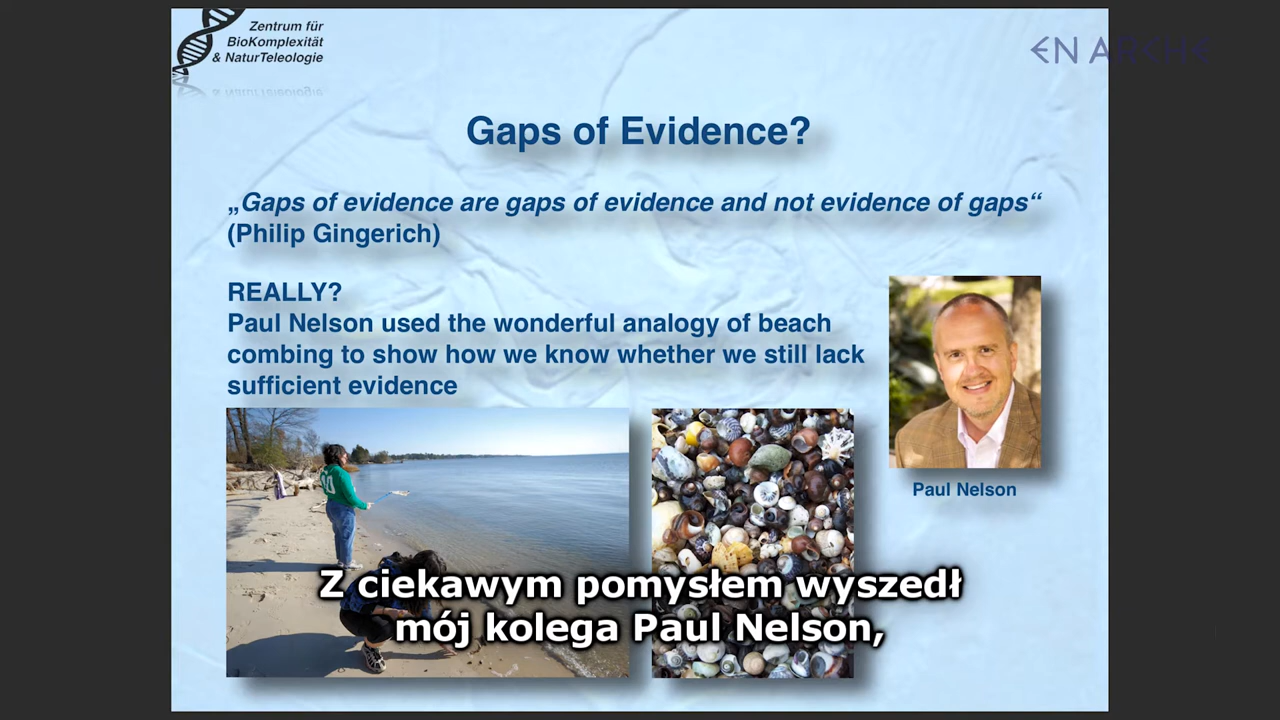 Zentrum für
BioKomplexität
& NaturTeleologie
EN ARCHE
Gaps of Evidence?
„Gaps of evidence are gaps of evidence and not evidence of gaps“
(Philip Gingerich)
REALLY?
Paul Nelson used the wonderful analogy of beach
combing to show how we know whether we still lack
sufficient evidence
Paul Nelson
Z ciekawym pomysłem wyszedł
mój kolega Paul Nelson,